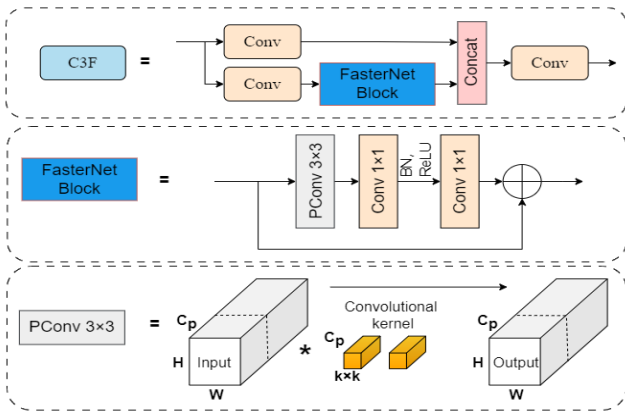 C3F
=
Conv
Conv
FasterNet
Block
Concat
Conv
FasterNet
Block
=
PConv 3×3
Conv 1×1
BN,
ReLU
Conv 1×1
PConv 3×3
=
Cp
H
Input
W
*
Convolutional
kernel
Cp
k×k
Cp
H
Output
W